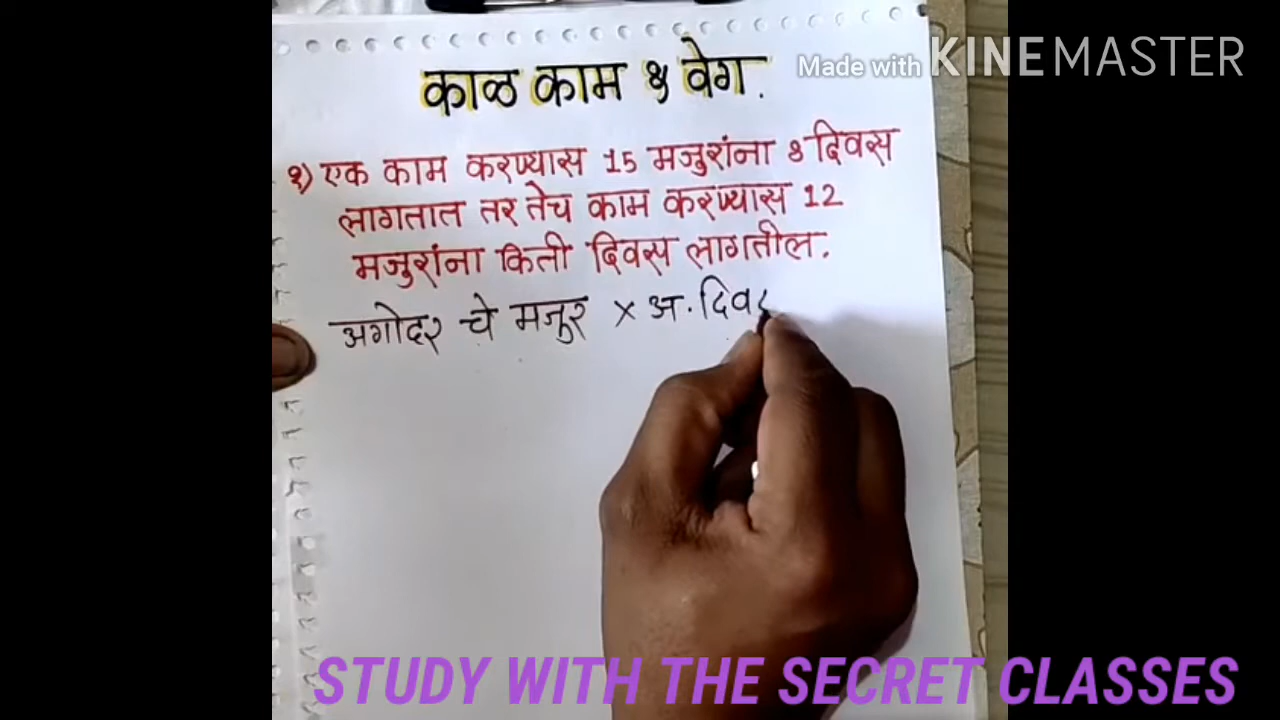 Made with KINEMASTER
काळ काम & वेग.
१) एक काम करण्यास 15 मजुरांना 8 दिवस
लागतात तर तेच काम करण्यास 12
मजुरांना किती दिवस लागतील.
अगोदर चे मजुर × अ. दिव
STUDY WITH THE SECRET CLASSES